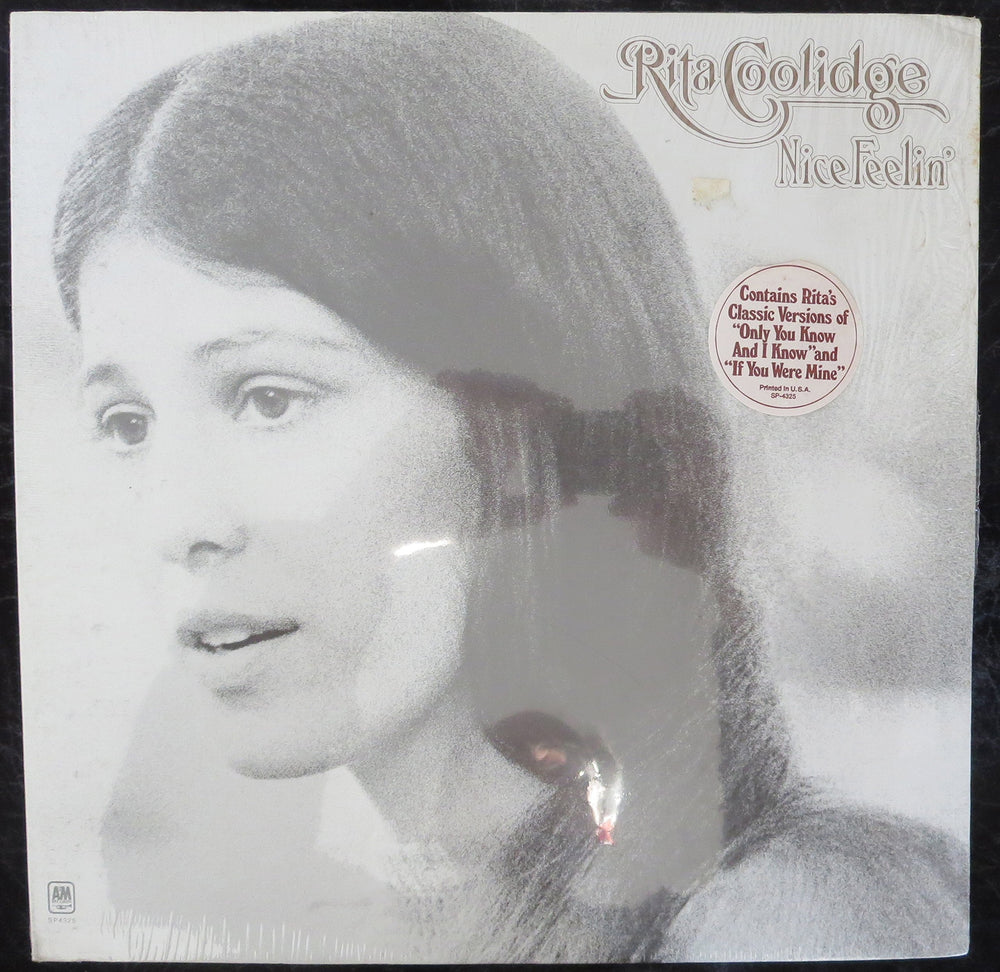 Rita Coolidge
Nice Feelin'
Contains Rita's
Classic Versions of
"Only You Know
And I Know" and
"If You Were Mine"
Printed In U.S.A.
SP-4325
A&M
SP4325